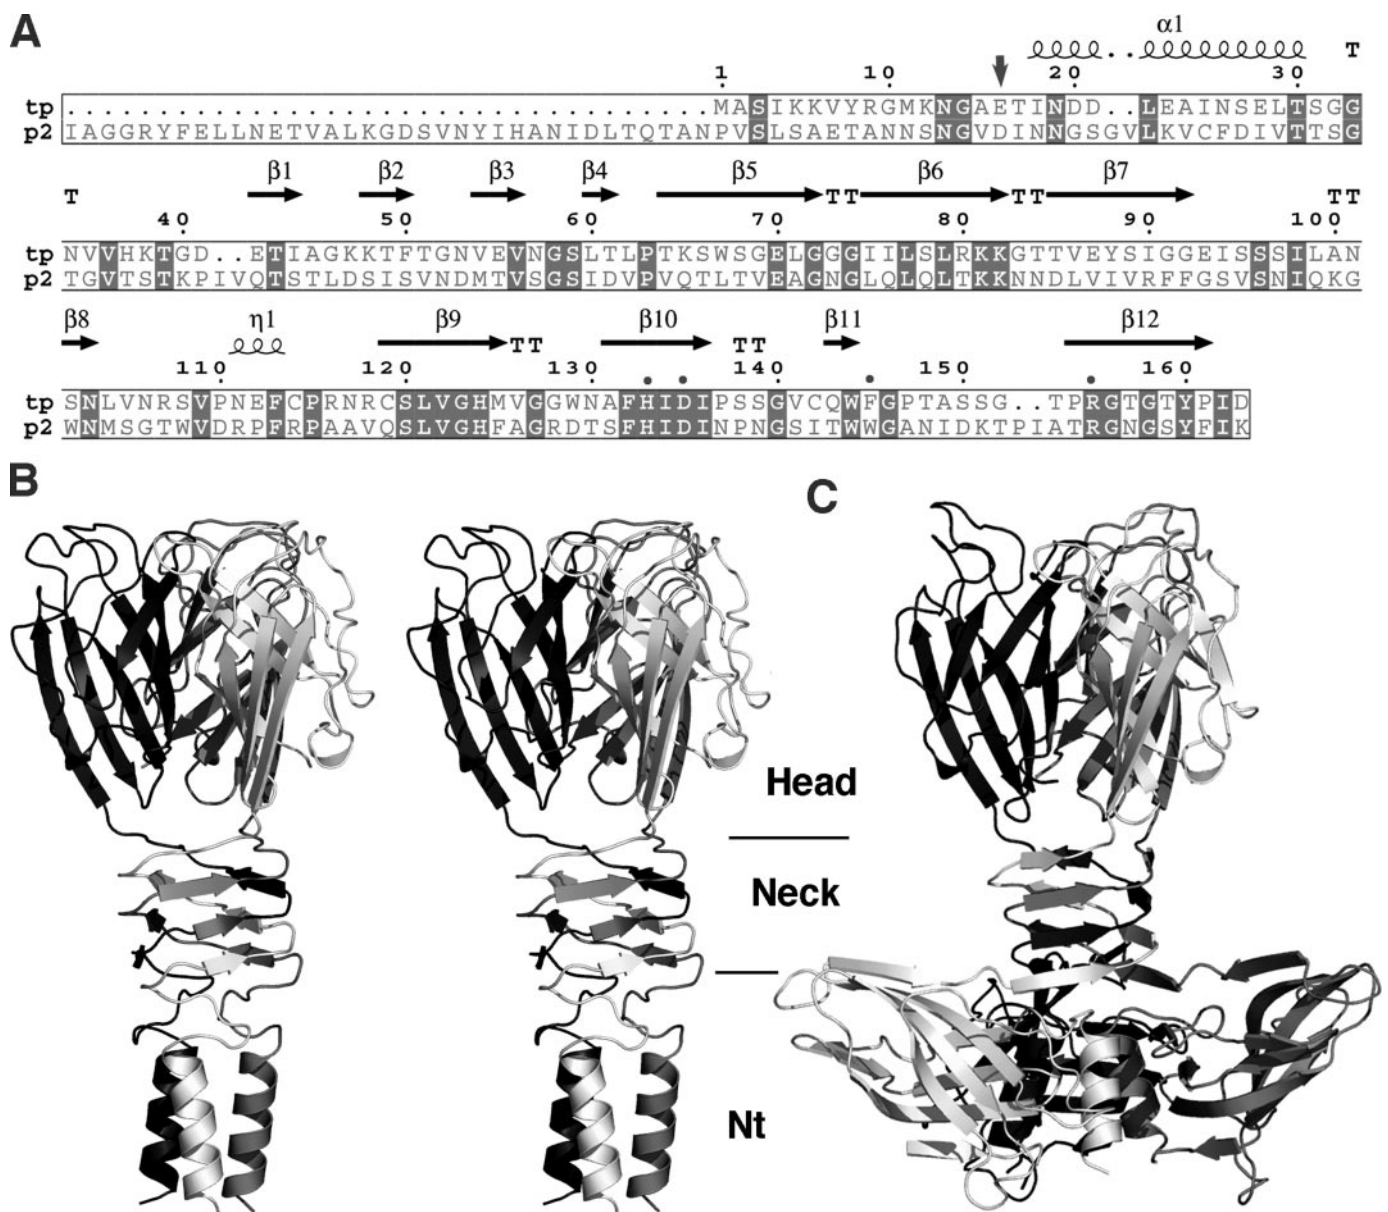 A
α1
T
1 10 20 30
tp ...................................MASIKKVYRGMKNGAETINDD..LEAINSELTSGG
p2 IAGGRYFELLNETVALKGDSVNYIHANIDLTQTANPVSLSAETANNSNGVDINNGSGVLKVCFDIVTTSG
T β1 β2 β3 β4 β5 TT β6 TT β7 TT
40 50 60 70 80 90 100
tp NVVHKTGD..ETIAGKKTFTGNVEVNGSLTLPTKSWSGELGGGIILSLRKKGTTVEYSIGGEISSSILAN
p2 TGVTSTKPIVQTSTLDSISVNDMTVSGSIDVPVQTLTVEAGNGLQLQLTKKNNDLVIVRFFGSVSNIQKG
β8 η1 β9 TT β10 TT β11 β12
110 120 130 140 150 160
tp SNLVNRSVPNEFCPRNRCSLVGHMVGGWNAFHIDIPSSGVCQWFGPTASSG..TPRGTGTYPID
p2 WNMSGTWVDRPFRPAAVQSLVGHFAGRDTSFHIDINPNGSITWWGANIDKTPIATRGNGSYFIK
B
C
Head
Neck
Nt